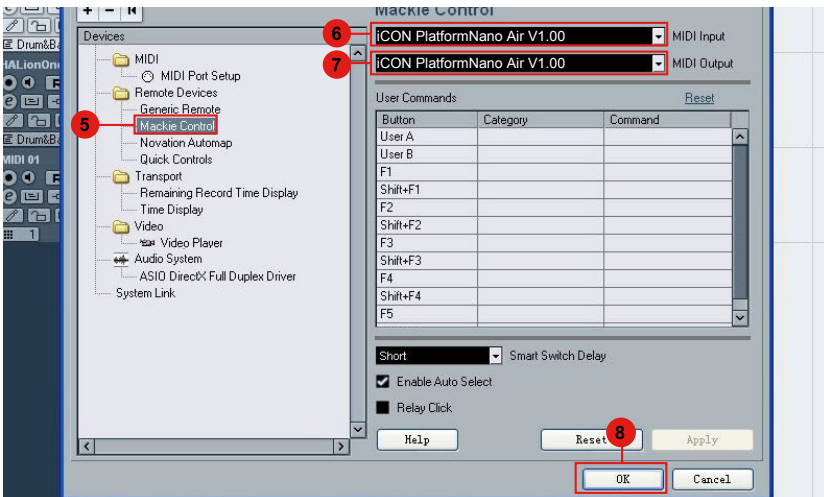 + - 
Mackie Control
Devices
6
iCON PlatformNano Air V1.00
MIDI Input
7
iCON PlatformNano Air V1.00
MIDI Output
MIDI
MIDI Port Setup
Remote Devices
Generic Remote
5
Mackie Control
Novation Automap
Quick Controls
Transport
Remaining Record Time Display
Time Display
Video
Video Player
Audio System
ASIO DirectX Full Duplex Driver
System Link
User Commands
Reset
Button Category Command
User A
User B
F1
Shift+F1
F2
Shift+F2
F3
Shift+F3
F4
Shift+F4
F5
Short
Smart Switch Delay
Enable Auto Select
Relay Click
Help
Reset
8
Apply
OK
Cancel
Drum&Ba
HALionOne
R
e
Drum&Ba
MIDI 01
R
e
1